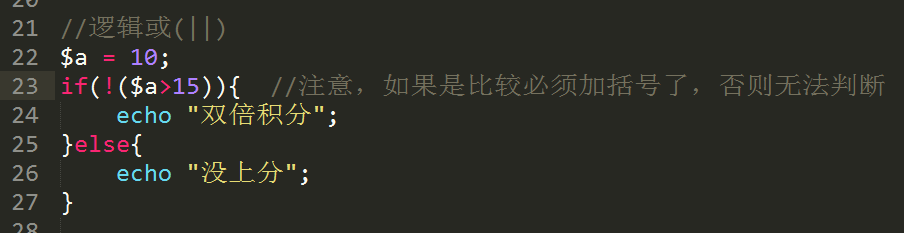 20
21 //逻辑或(||)
22 $a = 10;
23 if(!($a>15)){ //注意，如果是比较必须加括号了，否则无法判断
24 echo "双倍积分";
25 }else{
26 echo "没上分";
27 }
28